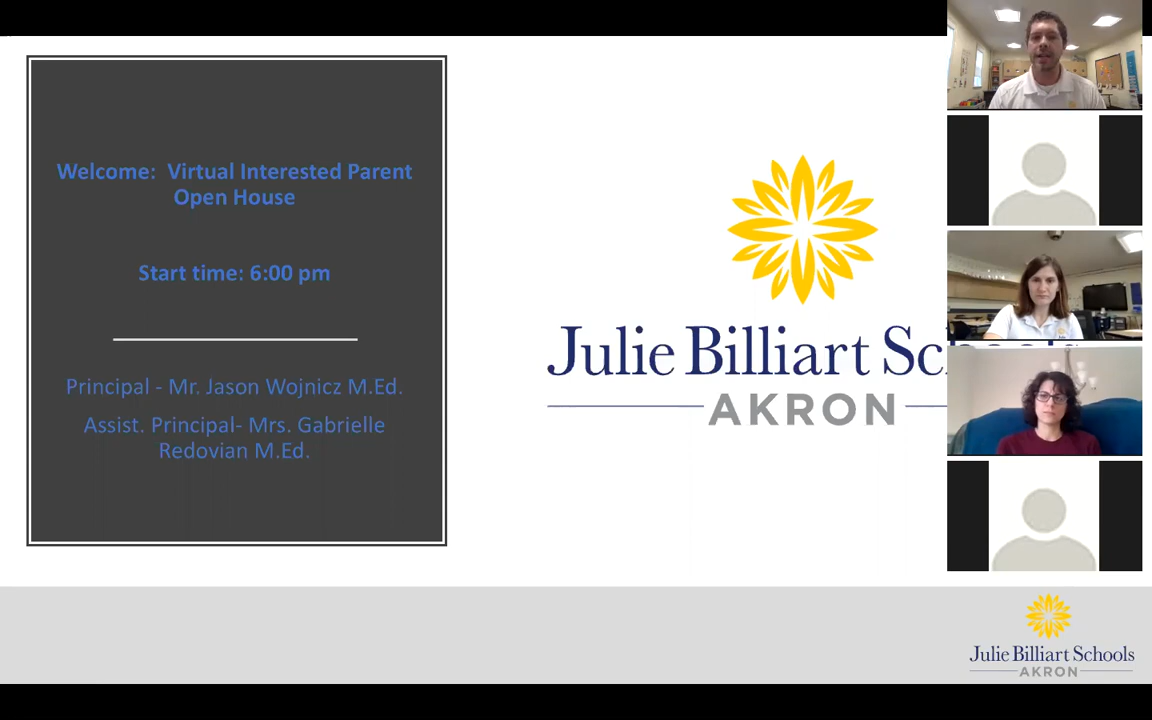 Welcome: Virtual Interested Parent
Open House
Start time: 6:00 pm
Principal - Mr. Jason Wojnicz M.Ed.
Assist. Principal- Mrs. Gabrielle
Redovian M.Ed.
Julie Billiart
AKRON
Julie Billiart Schools
AKRON